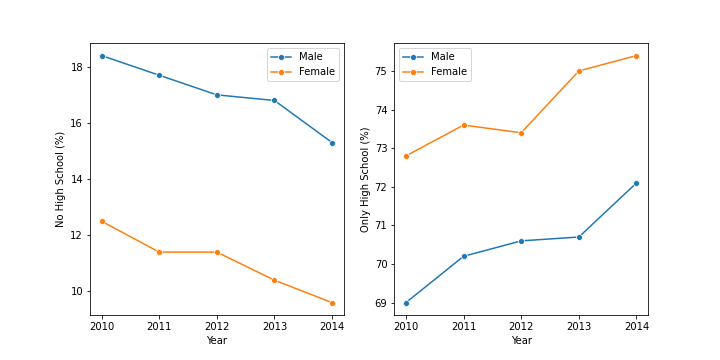 Male
Female
No High School (%)
18
16
14
12
10
2010 2011 2012 2013 2014
Year
Male
Female
Only High School (%)
75
74
73
72
71
70
69
2010 2011 2012 2013 2014
Year